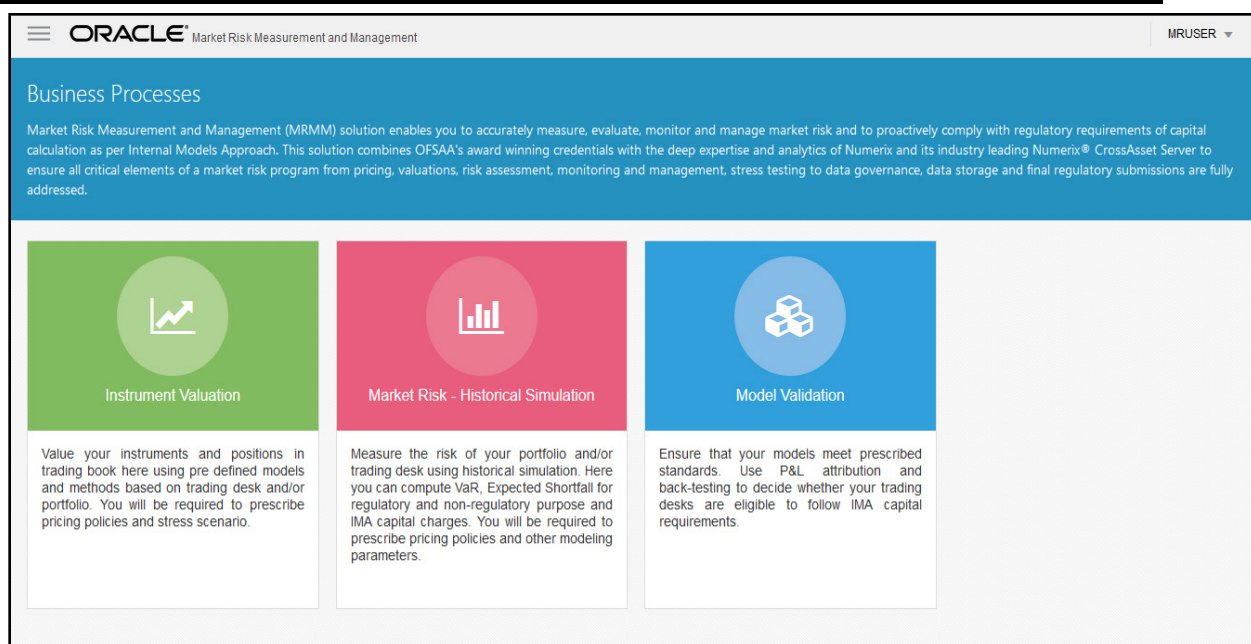 ORACLE® Market Risk Measurement and Management
MRUSER
Business Processes
Market Risk Measurement and Management (MRMM) solution enables you to accurately measure, evaluate, monitor and manage market risk and to proactively comply with regulatory requirements of capital
calculation as per Internal Models Approach. This solution combines OFSAA's award winning credentials with the deep expertise and analytics of Numerix and its industry leading Numerix® CrossAsset Server to
ensure all critical elements of a market risk program from pricing, valuations, risk assessment, monitoring and management, stress testing to data governance, data storage and final regulatory submissions are fully
addressed.
Instrument Valuation
Value your instruments and positions in
trading book here using pre defined models
and methods based on trading desk and/or
portfolio. You will be required to prescribe
pricing policies and stress scenario.
Market Risk - Historical Simulation
Measure the risk of your portfolio and/or
trading desk using historical simulation. Here
you can compute VaR, Expected Shortfall for
regulatory and non-regulatory purpose and
IMA capital charges. You will be required to
prescribe pricing policies and other modeling
parameters.
Model Validation
Ensure that your models meet prescribed
standards. Use P&L attribution and
back-testing to decide whether your trading
desks are eligible to follow IMA capital
requirements.